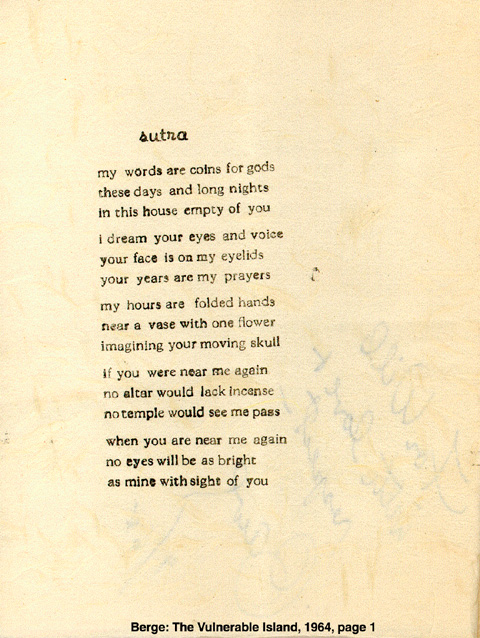 sutra
my words are coins for gods
these days and long nights
in this house empty of you
i dream your eyes and voice
your face is on my eyelids
your years are my prayers
my hours are folded hands
near a vase with one flower
imagining your moving skull
if you were near me again
no altar would lack incense
no temple would see me pass
when you are near me again
no eyes will be as bright
as mine with sight of you
Berge: The Vulnerable Island, 1964, page 1